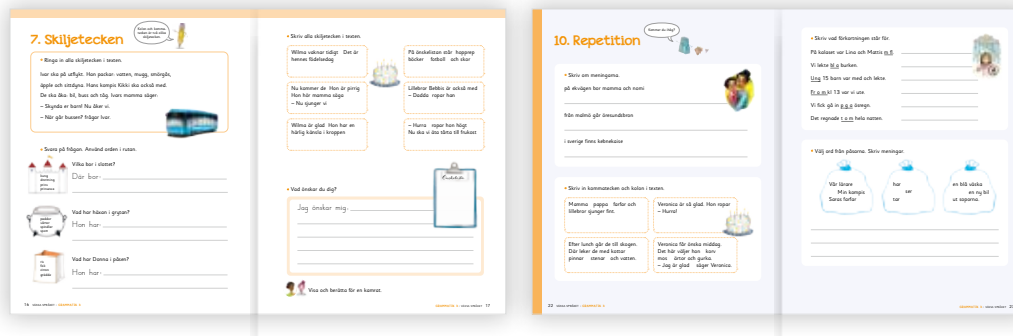 7. Skiljetecken
Kolon och komma
Ringa in alla skiljetecken i texten.
Ivar ska på utflykt. Han packar: vatten, mugg, smörgås,
äpple och sittdyna. Hans kompis Kikki ska också med.
De ska åka: bil, buss och tåg. Ivars mamma säger:
– Skynda er barn! Nu åker vi.
– När går bussen? frågar Ivar.
Svara på frågan. Använd orden i rutan.
Vilka bor i slottet?
Där bor:
kung
drottning
prins
prinsessa
Vad har häxan i grytan?
Hon har:
Vad har Donna i påsen?
Hon har:
16
Skriv alla skiljetecken i texten.
Wilma vaknar tidigt Det är
hennes födelsedag
På önskelistan står hopprep
böcker fotboll och skor
Nu kommer de Hon är pirrig
Hon hör mamma säga
– Nu sjunger vi
Lillebror Bebbis är också med
– Dadda ropar han
Wilma är glad Hon har en
härlig känsla i kroppen
– Hurra ropar hon högt
Nu ska vi äta tårta till frukost
Vad önskar du dig?
Önskelista
Jag önskar mig:
Visa och berätta för en kamrat.
17
10. Repetition
Kommer du ihåg?
Skriv om meningarna.
på ekvägen bor mamma och nomi
från malmö går öresundsbron
i sverige finns kebnekaise
Skriv in kommatecken och kolon i texten.
Mamma pappa farfar och
lillebror sjunger fint.
Veronica är så glad. Hon ropar
– Hurra!
Efter lunch går de till skogen.
Där leker de med kottar
pinnar stenar och vatten.
Veronica får önska middag.
Det här väljer hon korv
mos ärtor och gurka.
– Jag är glad säger Veronica.
22
Skriv vad förkortningen står för.
På kalaset var Lina och Mattis m fl.
Vi lekte bl a burken.
Ung 15 barn var med och lekte.
Fr o m kl 13 var vi ute.
Vi fick gå in p g a åsregn.
Det regnade t o m hela natten.
Välj ord från påsarna. Skriv meningar.
Vår lärare
Min kompis
Saras farfar
har
ser
tar
en blå väska
en ny bil
ut soporna.